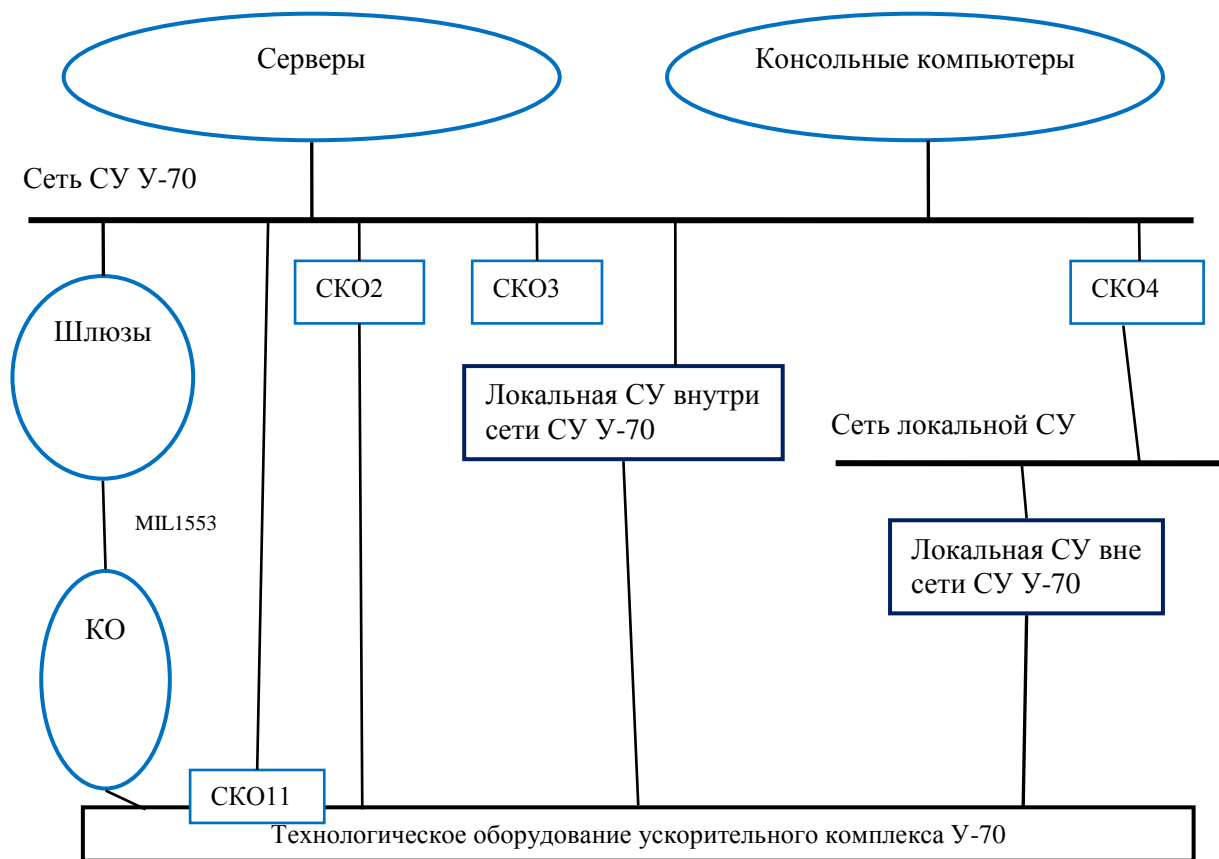 Серверы
Консольные компьютеры
Сеть СУ У-70
СКО2
СКО3
СКО4
Шлюзы
Локальная СУ внутри
сети СУ У-70
Сеть локальной СУ
MIL1553
Локальная СУ вне
сети СУ У-70
КО
СКО11
Технологическое оборудование ускорительного комплекса У-70